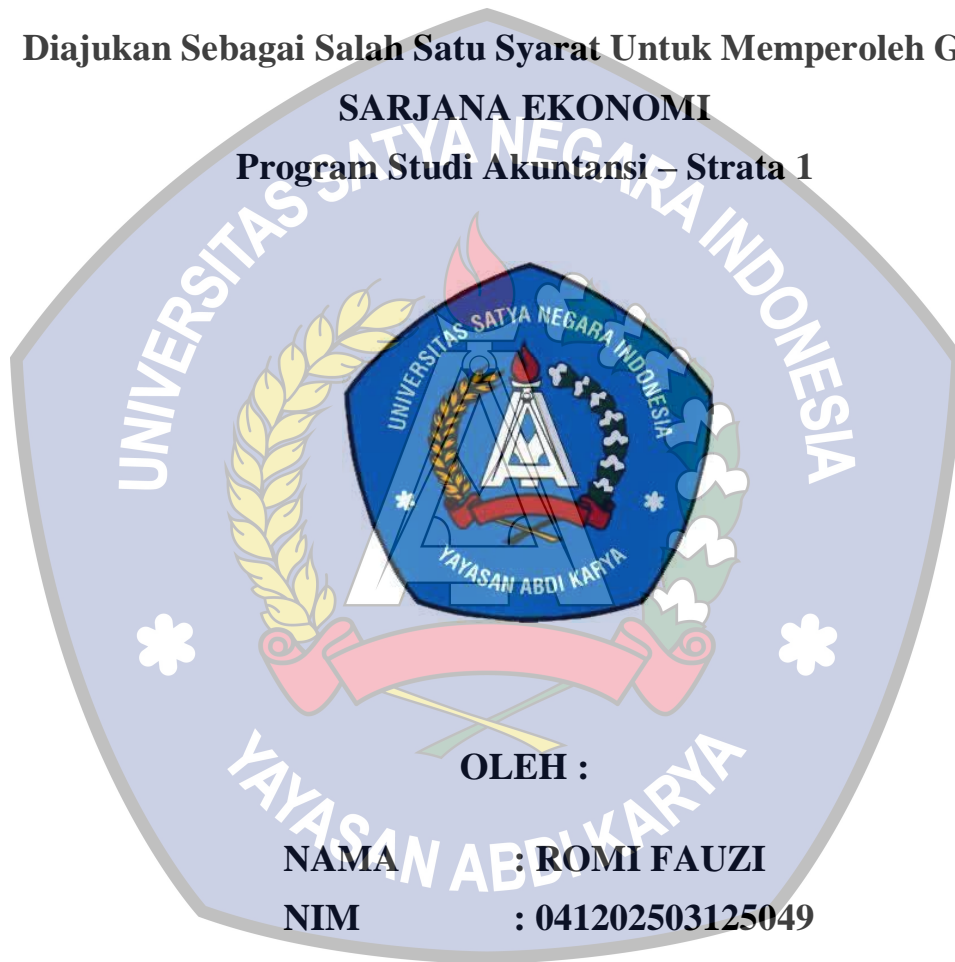 Diajukan Sebagai Salah Satu Syarat Untuk Memperoleh G
SARJANA EKONOMI
Program Studi Akuntansi – Strata 1
UNIVERSITAS SATYA NEGARA INDONESIA
UNIVERSITAS SATYA NEGARA INDONESIA
YAYASAN ABDI KARYA
YAYASAN ABDI KARYA
OLEH :
NAMA : ROMI FAUZI
NIM : 041202503125049